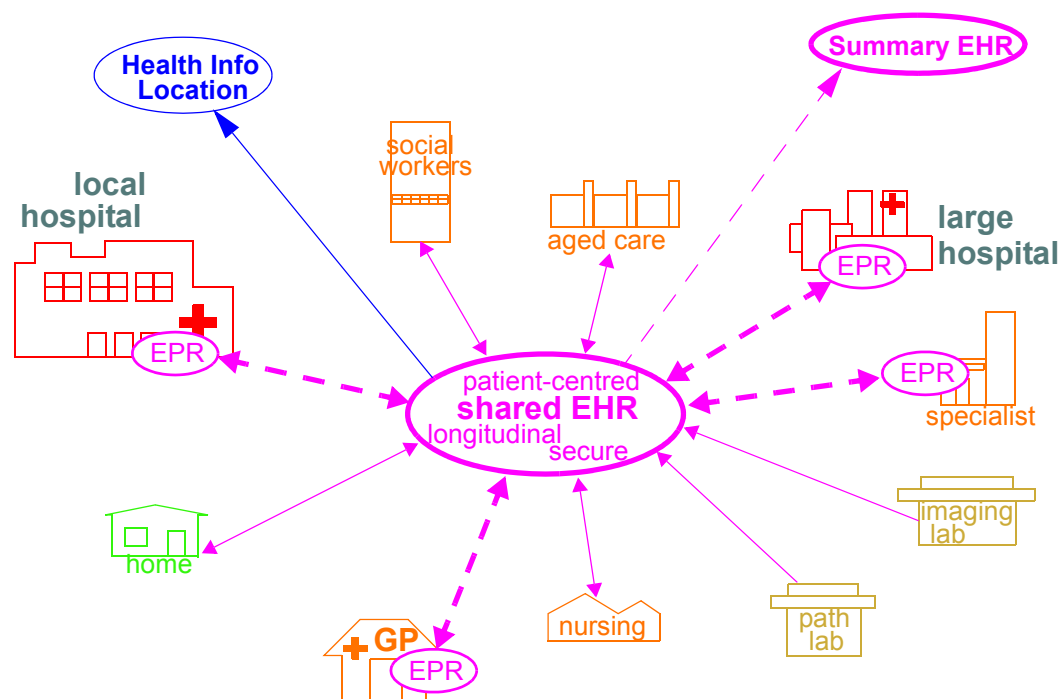 Summary EHR
Health Info
Location
social
workers
local
hospital
aged care
large
hospital
EPR
EPR
EPR
specialist
patient-centred
shared EHR
longitudinal
secure
imaging
lab
home
path
lab
nursing
GP
EPR